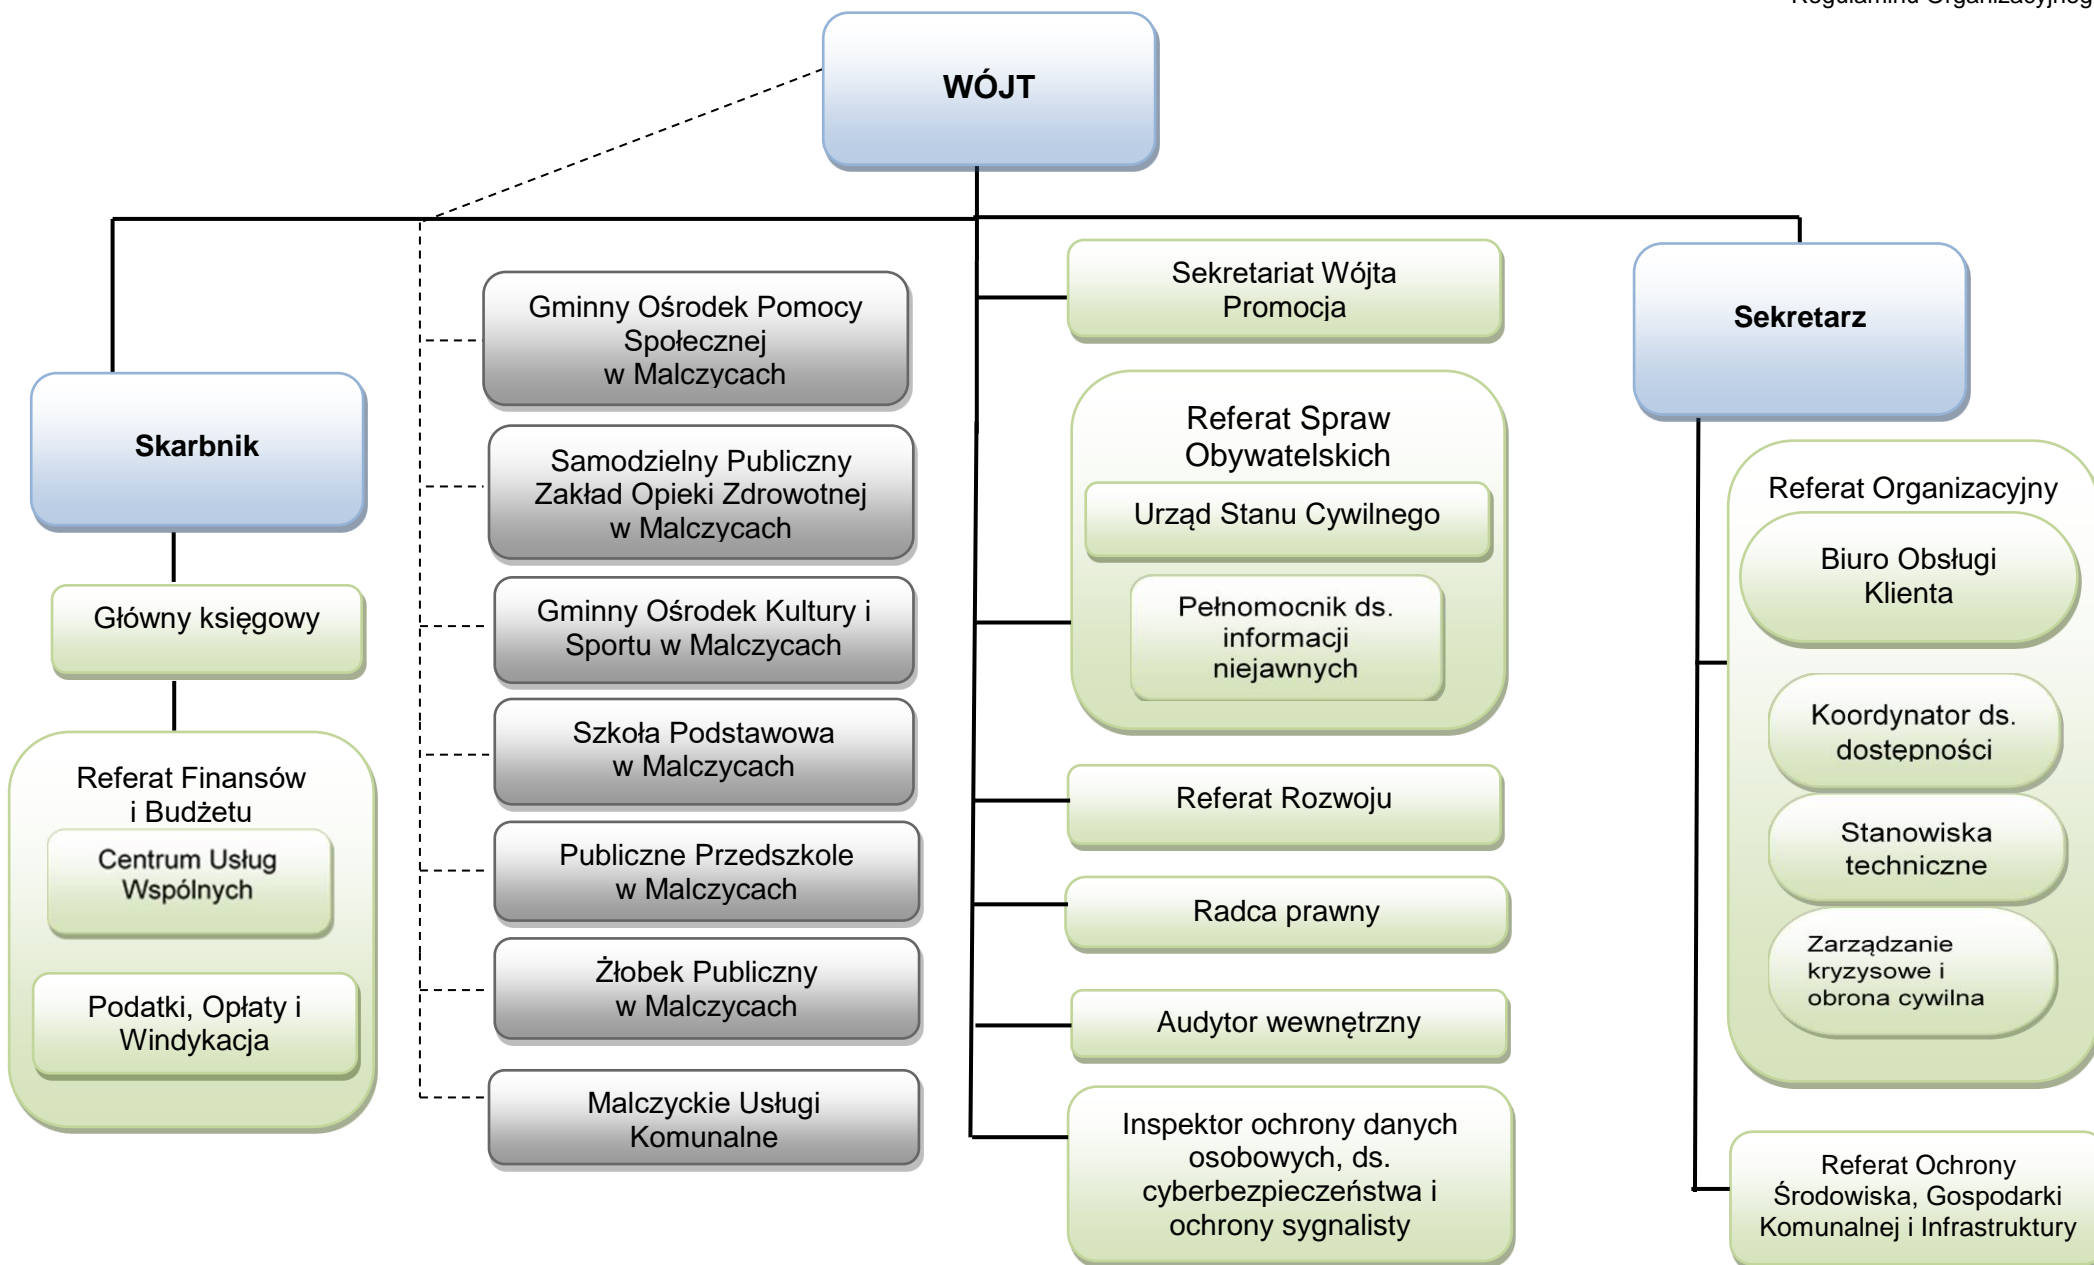 WÓJT
Skarbnik
Główny księgowy
Referat Finansów
i Budżetu
Centrum Usług
Wspólnych
Podatki, Opłaty i
Windykacja
Gminny Ośrodek Pomocy
Społecznej
w Malczycach
Samodzielny Publiczny
Zakład Opieki Zdrowotnej
w Malczycach
Gminny Ośrodek Kultury i
Sportu w Malczycach
Szkoła Podstawowa
w Malczycach
Publiczne Przedszkole
w Malczycach
Żłobek Publiczny
w Malczycach
Malczyckie Usługi
Komunalne
Sekretariat Wójta
Promocja
Referat Spraw
Obywatelskich
Urząd Stanu Cywilnego
Pełnomocnik ds.
informacji
niejawnych
Referat Rozwoju
Radca prawny
Audytor wewnętrzny
Inspektor ochrony danych
osobowych, ds.
cyberbezpieczeństwa i
ochrony sygnalisty
Sekretarz
Referat Organizacyjny
Biuro Obsługi
Klienta
Koordynator ds.
dostępności
Stanowiska
techniczne
Zarządzanie
kryzysowe i
obrona cywilna
Referat Ochrony
Środowiska, Gospodarki
Komunalnej i Infrastruktury